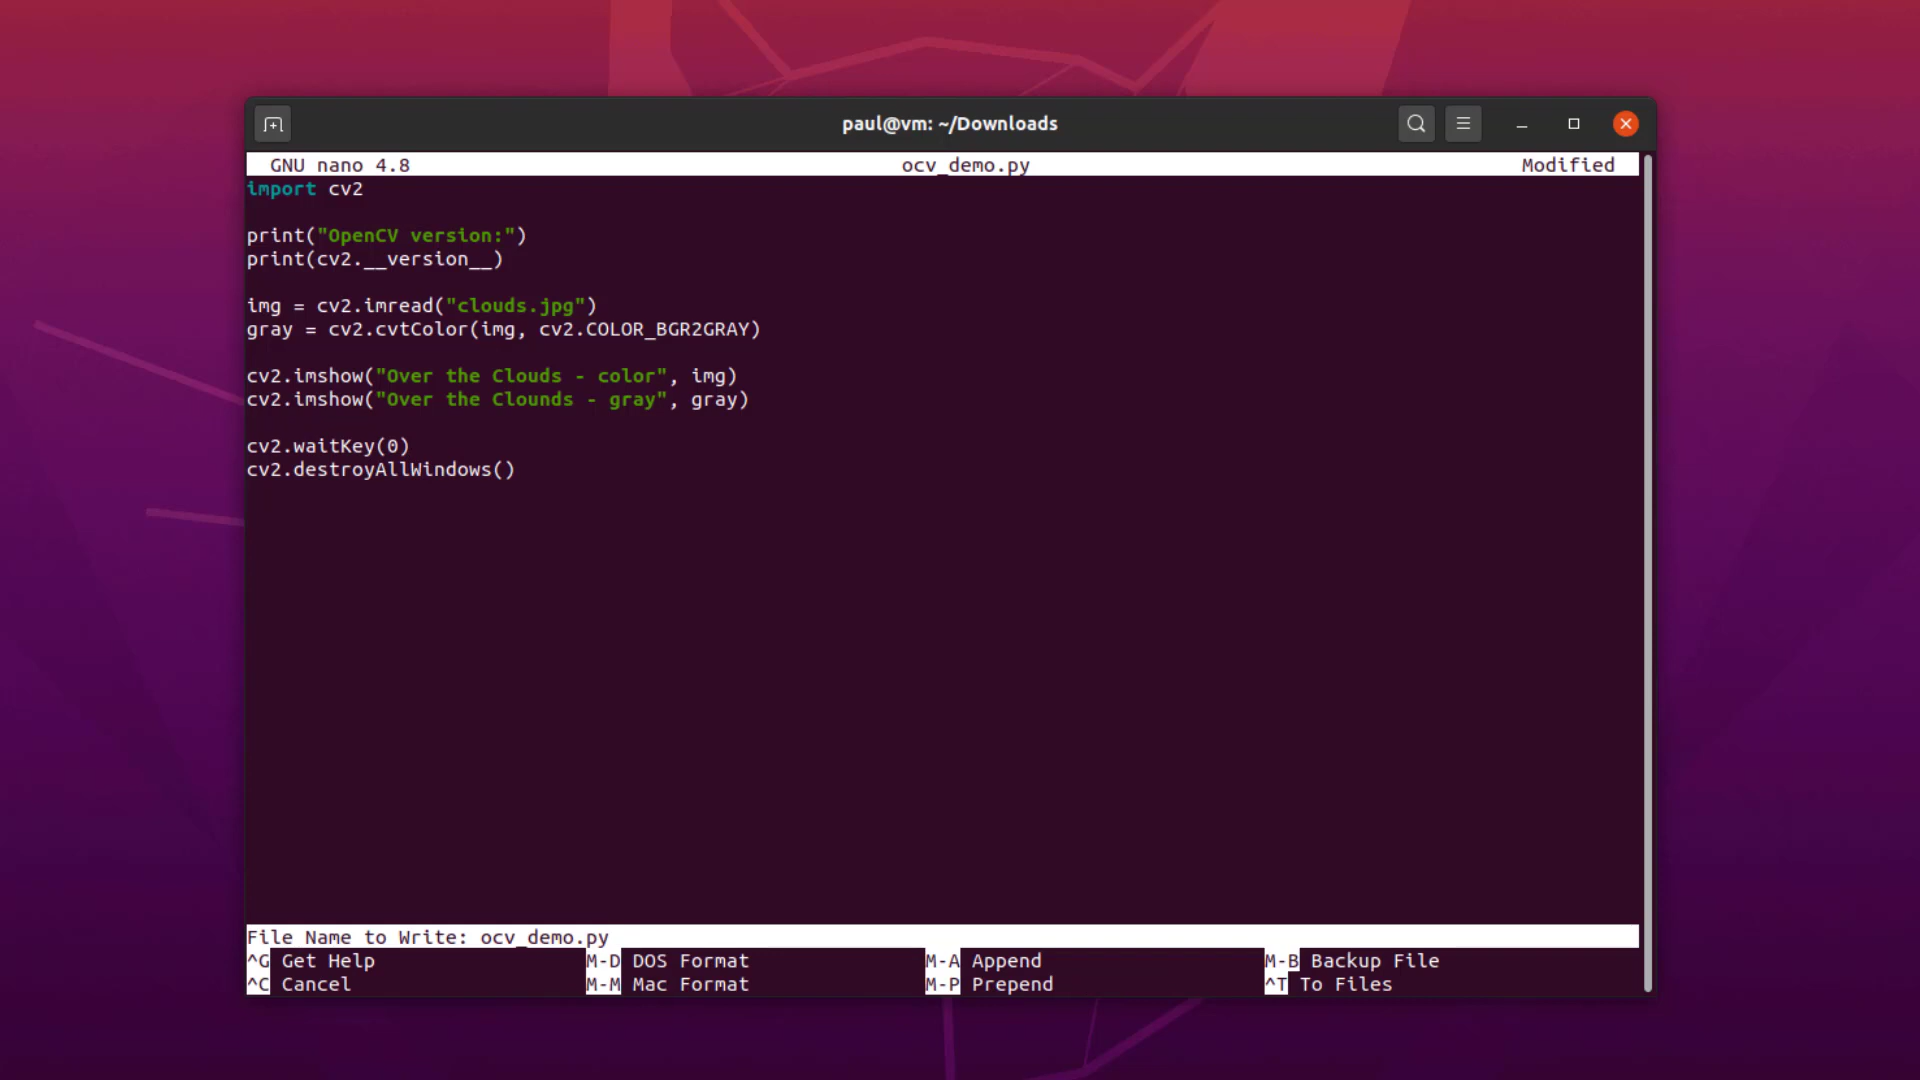 paul@vm: ~/Downloads
GNU nano 4.8 ocv_demo.py Modified
import cv2
print("OpenCV version:")
print(cv2.__version__)
img = cv2.imread("clouds.jpg")
gray = cv2.cvtColor(img, cv2.COLOR_BGR2GRAY)
cv2.imshow("Over the Clouds - color", img)
cv2.imshow("Over the Clounds - gray", gray)
cv2.waitKey(0)
cv2.destroyAllWindows()
File Name to Write: ocv_demo.py
^G Get Help M-D DOS Format M-A Append M-B Backup File
^C Cancel M-M Mac Format M-P Prepend ^T To Files